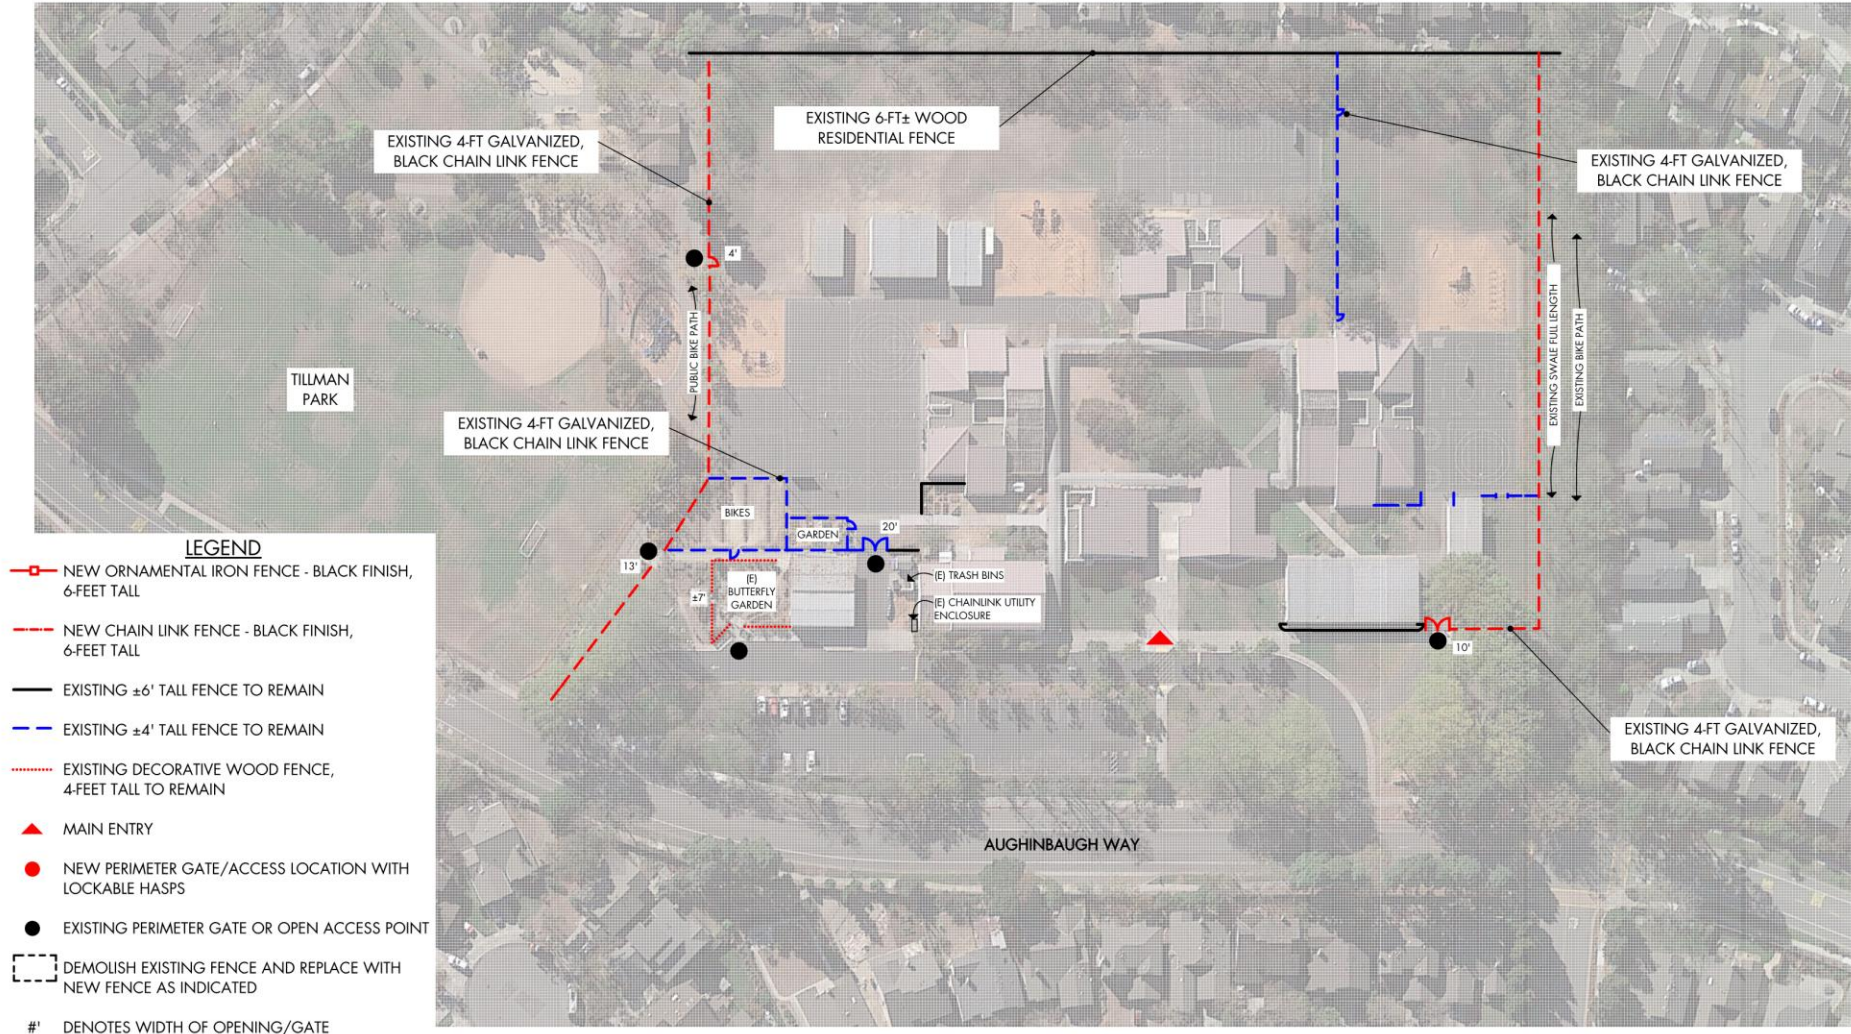 EXISTING 6-FT± WOOD
RESIDENTIAL FENCE
EXISTING 4-FT GALVANIZED,
BLACK CHAIN LINK FENCE
EXISTING 4-FT GALVANIZED,
BLACK CHAIN LINK FENCE
4'
PUBLIC BIKE PATH
EXISTING SWALE FULL LENGTH
EXISTING BIKE PATH
TILLMAN
PARK
EXISTING 4-FT GALVANIZED,
BLACK CHAIN LINK FENCE
BIKES
GARDEN
20'
13'
±7'
(E)
BUTTERFLY
GARDEN
(E) TRASH BINS
(E) CHAINLINK UTILITY
ENCLOSURE
10'
EXISTING 4-FT GALVANIZED,
BLACK CHAIN LINK FENCE
AUGHINBAUGH WAY
LEGEND
NEW ORNAMENTAL IRON FENCE - BLACK FINISH,
6-FEET TALL
NEW CHAIN LINK FENCE - BLACK FINISH,
6-FEET TALL
EXISTING ±6' TALL FENCE TO REMAIN
EXISTING ±4' TALL FENCE TO REMAIN
EXISTING DECORATIVE WOOD FENCE,
4-FEET TALL TO REMAIN
MAIN ENTRY
NEW PERIMETER GATE/ACCESS LOCATION WITH
LOCKABLE HASPS
EXISTING PERIMETER GATE OR OPEN ACCESS POINT
DEMOLISH EXISTING FENCE AND REPLACE WITH
NEW FENCE AS INDICATED
#' DENOTES WIDTH OF OPENING/GATE